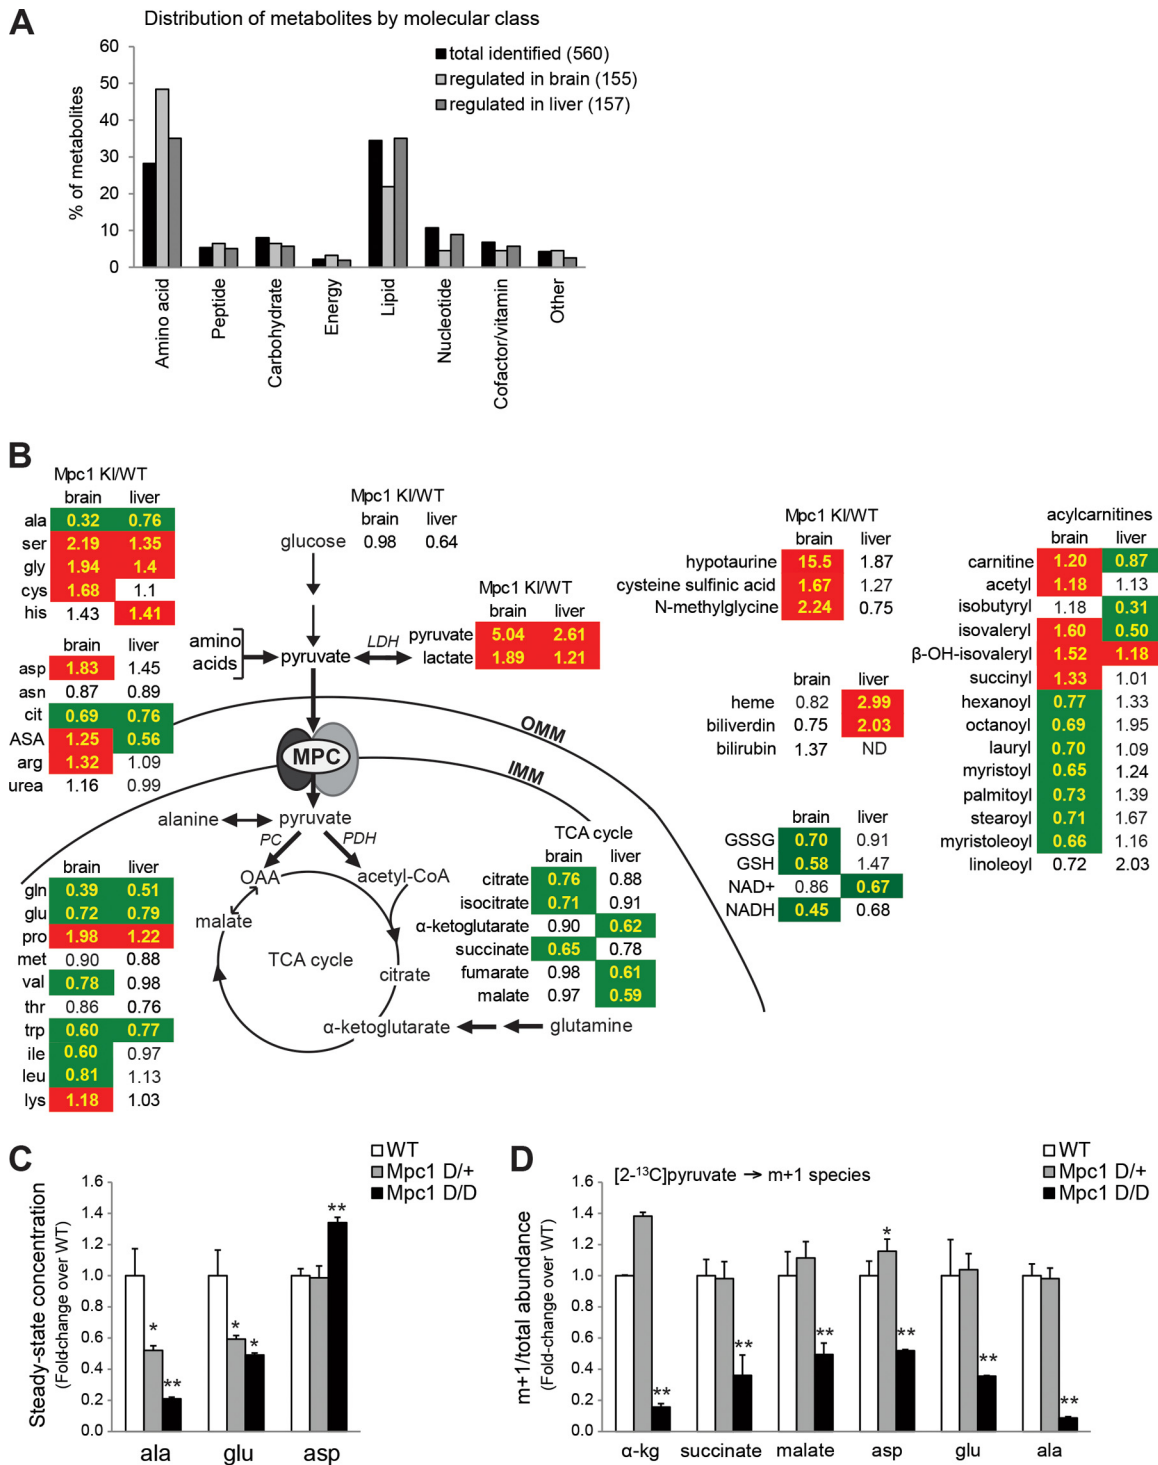 A
Distribution of metabolites by molecular class
total identified (560)
regulated in brain (155)
regulated in liver (157)
% of metabolites
60
50
40
30
20
10
0
Amino acid
Peptide
Carbohydrate
Energy
Lipid
Nucleotide
Cofactor/vitamin
Other
B
Mpc1 KI/WT
brain liver
ala 0.32 0.76
ser 2.19 1.35
gly 1.94 1.4
cys 1.68 1.1
his 1.43 1.41
brain liver
asp 1.83 1.45
asn 0.87 0.89
cit 0.69 0.76
ASA 1.25 0.56
arg 1.32 1.09
urea 1.16 0.99
brain liver
gln 0.39 0.51
glu 0.72 0.79
pro 1.98 1.22
met 0.90 0.88
val 0.78 0.98
thr 0.86 0.76
trp 0.60 0.77
ile 0.60 0.97
leu 0.81 1.13
lys 1.18 1.03
Mpc1 KI/WT
brain liver
glucose 0.98 0.64
Mpc1 KI/WT
brain liver
pyruvate 5.04 2.61
lactate 1.89 1.21
amino
acids
pyruvate
LDH
OMM
MPC
IMM
alanine
pyruvate
PC
PDH
OAA
acetyl-CoA
malate
TCA cycle
citrate
α-ketoglutarate
glutamine
TCA cycle
brain liver
citrate 0.76 0.88
isocitrate 0.71 0.91
α-ketoglutarate 0.90 0.62
succinate 0.65 0.78
fumarate 0.98 0.61
malate 0.97 0.59
Mpc1 KI/WT
brain liver
hypotaurine 15.5 1.87
cysteine sulfinic acid 1.67 1.27
N-methylglycine 2.24 0.75
brain liver
heme 0.82 2.99
biliverdin 0.75 2.03
bilirubin 1.37 ND
brain liver
GSSG 0.70 0.91
GSH 0.58 1.47
NAD+ 0.86 0.67
NADH 0.45 0.68
acylcarnitines
brain liver
carnitine 1.20 0.87
acetyl 1.18 1.13
isobutyryl 1.18 0.31
isovaleryl 1.60 0.50
β-OH-isovaleryl 1.52 1.18
succinyl 1.33 1.01
hexanoyl 0.77 1.33
octanoyl 0.69 1.95
lauryl 0.70 1.09
myristoyl 0.65 1.24
palmitoyl 0.73 1.39
stearoyl 0.71 1.67
myristoleoyl 0.66 1.16
linoleoyl 0.72 2.03
C
WT
Mpc1 D/+
Mpc1 D/D
Steady-state concentration
(Fold-change over WT)
1.6
1.4
1.2
1.0
0.8
0.6
0.4
0.2
0.0
*
**
*
*
**
ala glu asp
D
WT
Mpc1 D/+
Mpc1 D/D
[2-¹³C]pyruvate → m+1 species
m+1/total abundance
(Fold-change over WT)
1.6
1.4
1.2
1.0
0.8
0.6
0.4
0.2
0.0
**
**
**
*
**
**
**
α-kg succinate malate asp glu ala